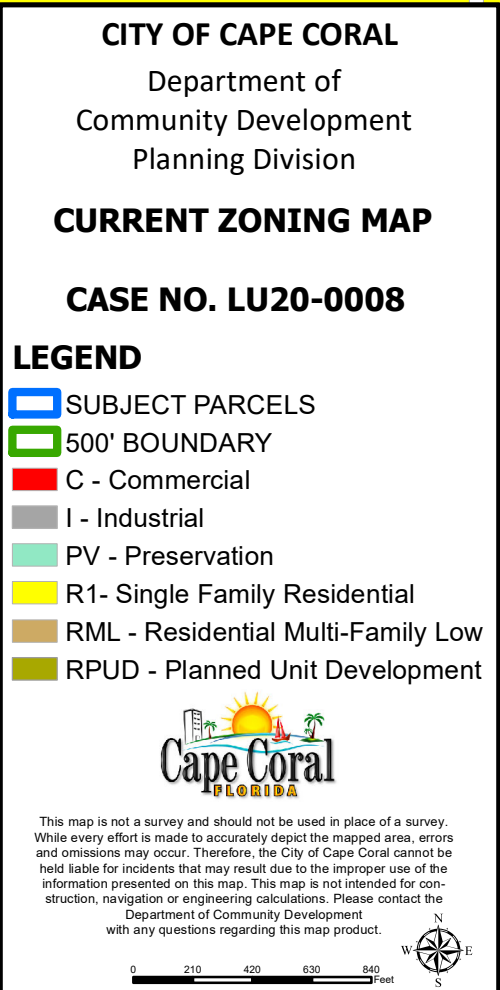 CITY OF CAPE CORAL
Department of
Community Development
Planning Division
CURRENT ZONING MAP
CASE NO. LU20-0008
LEGEND
SUBJECT PARCELS
500' BOUNDARY
C - Commercial
I - Industrial
PV - Preservation
R1- Single Family Residential
RML - Residential Multi-Family Low
RPUD - Planned Unit Development
Cape Coral
FLORIDA
This map is not a survey and should not be used in place of a survey.
While every effort is made to accurately depict the mapped area, errors
and omissions may occur. Therefore, the City of Cape Coral cannot be
held liable for incidents that may result due to the improper use of the
information presented on this map. This map is not intended for con-
struction, navigation or engineering calculations. Please contact the
Department of Community Development
with any questions regarding this map product.
N
W E
S
0 210 420 630 840
Feet